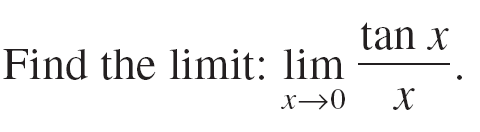 Find the limit: lim x→0 tan x / x.